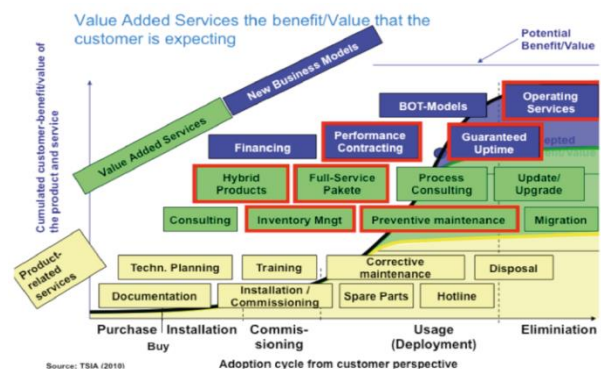 Value Added Services the benefit/Value that the
customer is expecting
Potential
Benefit/Value
New Business Models
BOT-Models
Operating
Services
Financing
Performance
Contracting
Guaranteed
Uptime
Value Added Services
Hybrid
Products
Full-Service
Pakete
Process
Consulting
Update/
Upgrade
Consulting
Inventory Mngt
Preventive maintenance
Migration
Product-
related
services
Techn. Planning
Training
Corrective
maintenance
Disposal
Documentation
Installation /
Commissioning
Spare Parts
Hotline
Cumulated customer-benefit/value of
the product and service
Purchase
Installation
Commis-
sioning
Usage
(Deployment)
Eliminiation
Buy
Source: TSIA (2010)
Adoption cycle from customer perspective